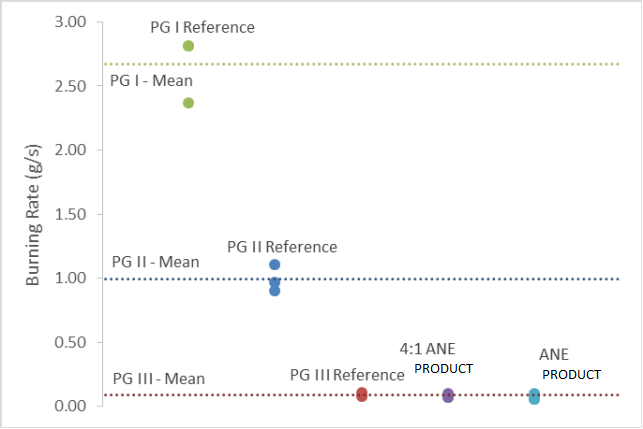 3.00
PG I Reference
PG I - Mean
2.50
2.00
Burning Rate (g/s)
1.50
PG II Reference
PG II - Mean
1.00
0.50
4:1 ANE
PRODUCT
ANE
PRODUCT
PG III - Mean
PG III Reference
0.00